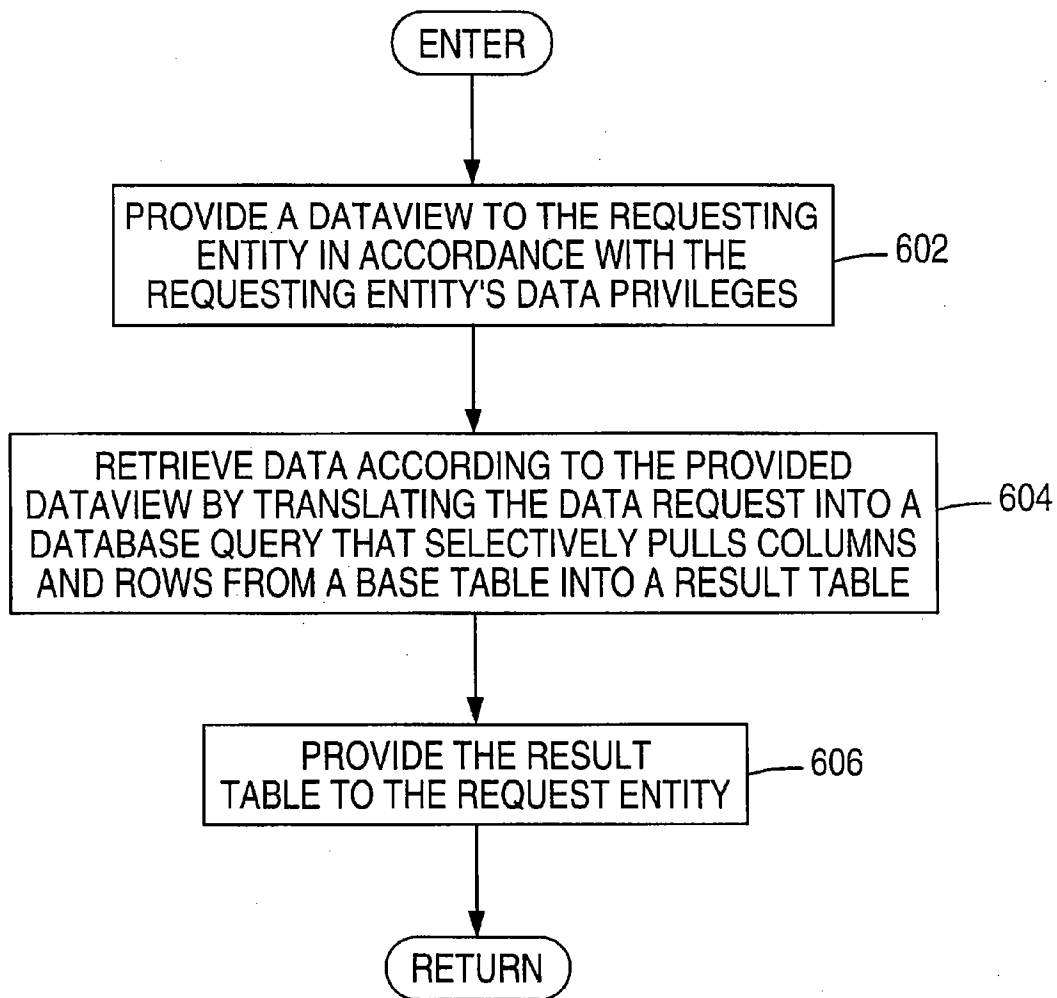 ENTER
PROVIDE A DATAVIEW TO THE REQUESTING
ENTITY IN ACCORDANCE WITH THE
REQUESTING ENTITY'S DATA PRIVILEGES
602
RETRIEVE DATA ACCORDING TO THE PROVIDED
DATAVIEW BY TRANSLATING THE DATA REQUEST INTO A
DATABASE QUERY THAT SELECTIVELY PULLS COLUMNS
AND ROWS FROM A BASE TABLE INTO A RESULT TABLE
604
PROVIDE THE RESULT
TABLE TO THE REQUEST ENTITY
606
RETURN